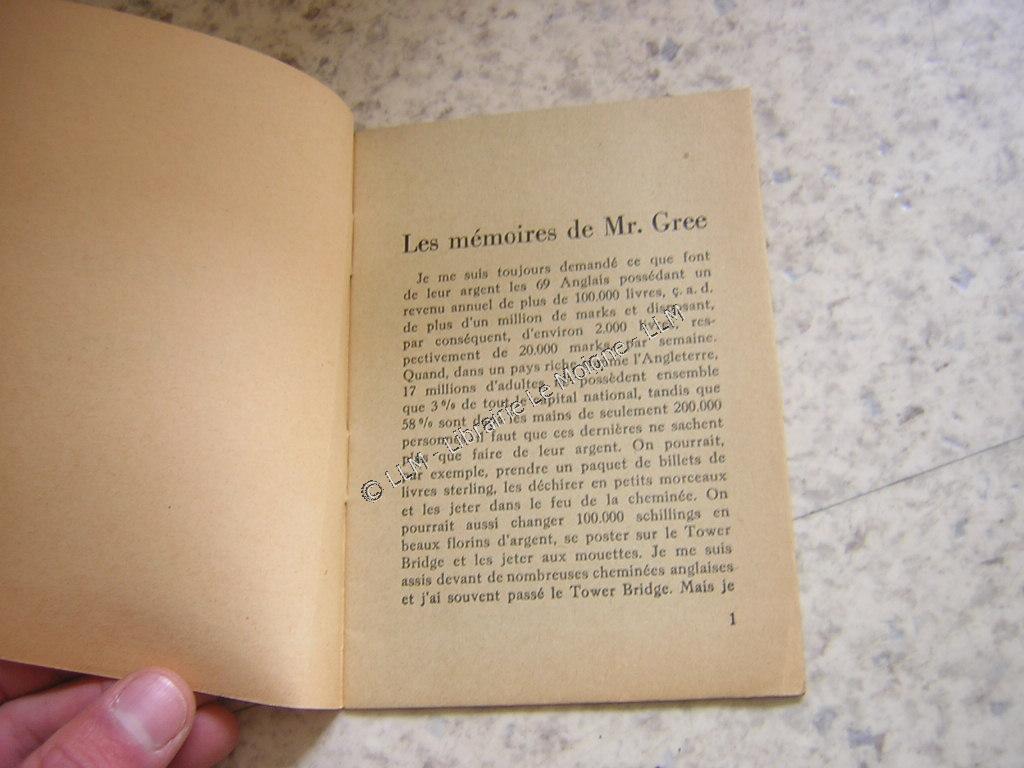 Les mémoires de Mr. Gree
Je me suis toujours demandé ce que font
de leur argent les 69 Anglais possédant un
revenu annuel de plus de 100.000 livres, ç. a. d.
de plus d'un million de marks et disposant,
par conséquent, d'environ 2.000 livres, res-
pectivement de 20.000 marks par semaine.
Quand, dans un pays riche comme l'Angleterre,
17 millions d'adultes possèdent ensemble
que 3% de tout le capital national, tandis que
58% sont dans les mains de seulement 200.000
faut que ces dernières ne sachent
que faire de leur argent. On pourrait,
exemple, prendre un paquet de billets de
livres sterling, les déchirer en petits morceaux
et les jeter dans le feu de la cheminée. On
pourrait aussi changer 100.000 schillings en
beaux florins d'argent, se poster sur le Tower
Bridge et les jeter aux mouettes. Je me suis
assis devant de nombreuses cheminées anglaises
et j'ai souvent passé le Tower Bridge. Mais je
1
© LLM - Librairie Le Moigne - LLM